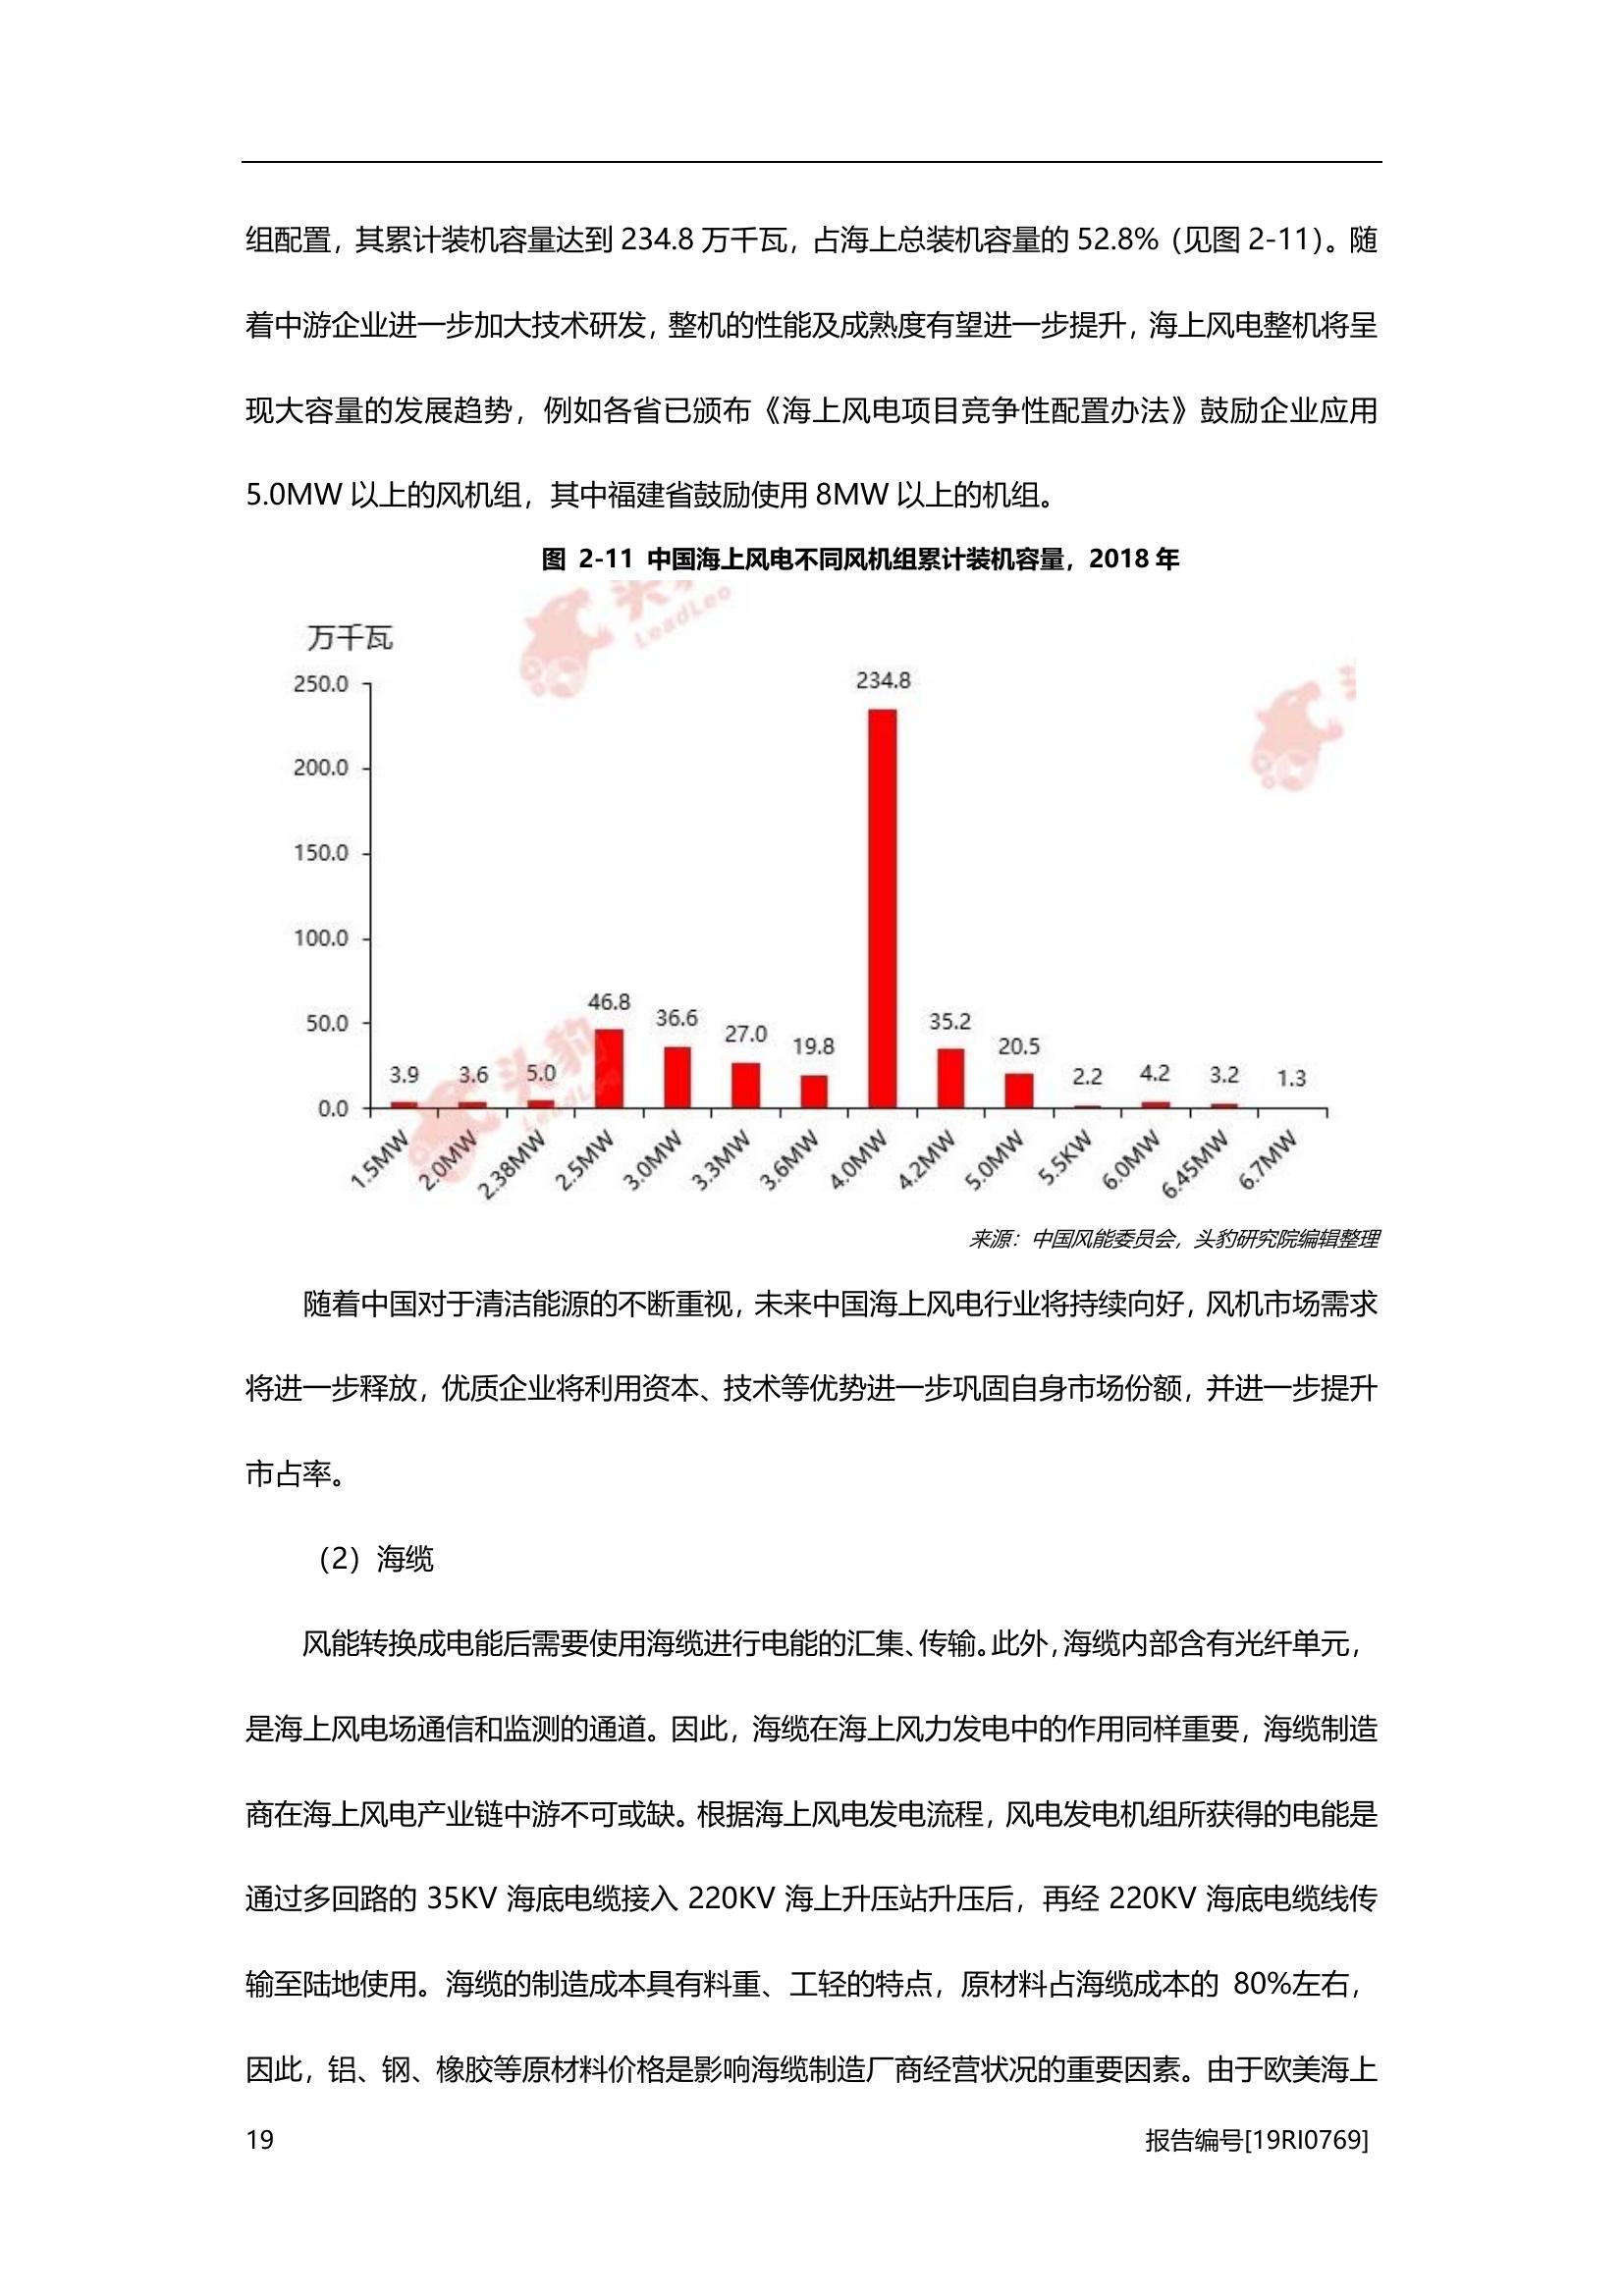 组配置，其累计装机容量达到 234.8 万千瓦，占海上总装机容量的 52.8%（见图 2-11）。随
着中游企业进一步加大技术研发，整机的性能及成熟度有望进一步提升，海上风电整机将呈
现大容量的发展趋势，例如各省已颁布《海上风电项目竞争性配置办法》鼓励企业应用
5.0MW 以上的风机组，其中福建省鼓励使用 8MW 以上的机组。
图 2-11 中国海上风电不同风机组累计装机容量，2018 年
头豹
LeadLeo
万千瓦
250.0
200.0
150.0
100.0
50.0
0.0
3.9
3.6
5.0
46.8
36.6
27.0
19.8
234.8
35.2
20.5
2.2
4.2
3.2
1.3
头豹
LeadLeo
1.5MW
2.0MW
2.38MW
2.5MW
3.0MW
3.3MW
3.6MW
4.0MW
4.2MW
5.0MW
5.5KW
6.0MW
6.45MW
6.7MW
来源：中国风能委员会，头豹研究院编辑整理
随着中国对于清洁能源的不断重视，未来中国海上风电行业将持续向好，风机市场需求
将进一步释放，优质企业将利用资本、技术等优势进一步巩固自身市场份额，并进一步提升
市占率。
（2）海缆
风能转换成电能后需要使用海缆进行电能的汇集、传输。此外，海缆内部含有光纤单元，
是海上风电场通信和监测的通道。因此，海缆在海上风力发电中的作用同样重要，海缆制造
商在海上风电产业链中游不可或缺。根据海上风电发电流程，风电发电机组所获得的电能是
通过多回路的 35KV 海底电缆接入 220KV 海上升压站升压后，再经 220KV 海底电缆线传
输至陆地使用。海缆的制造成本具有料重、工轻的特点，原材料占海缆成本的 80%左右，
因此，铝、钢、橡胶等原材料价格是影响海缆制造厂商经营状况的重要因素。由于欧美海上
19
报告编号[19RI0769]